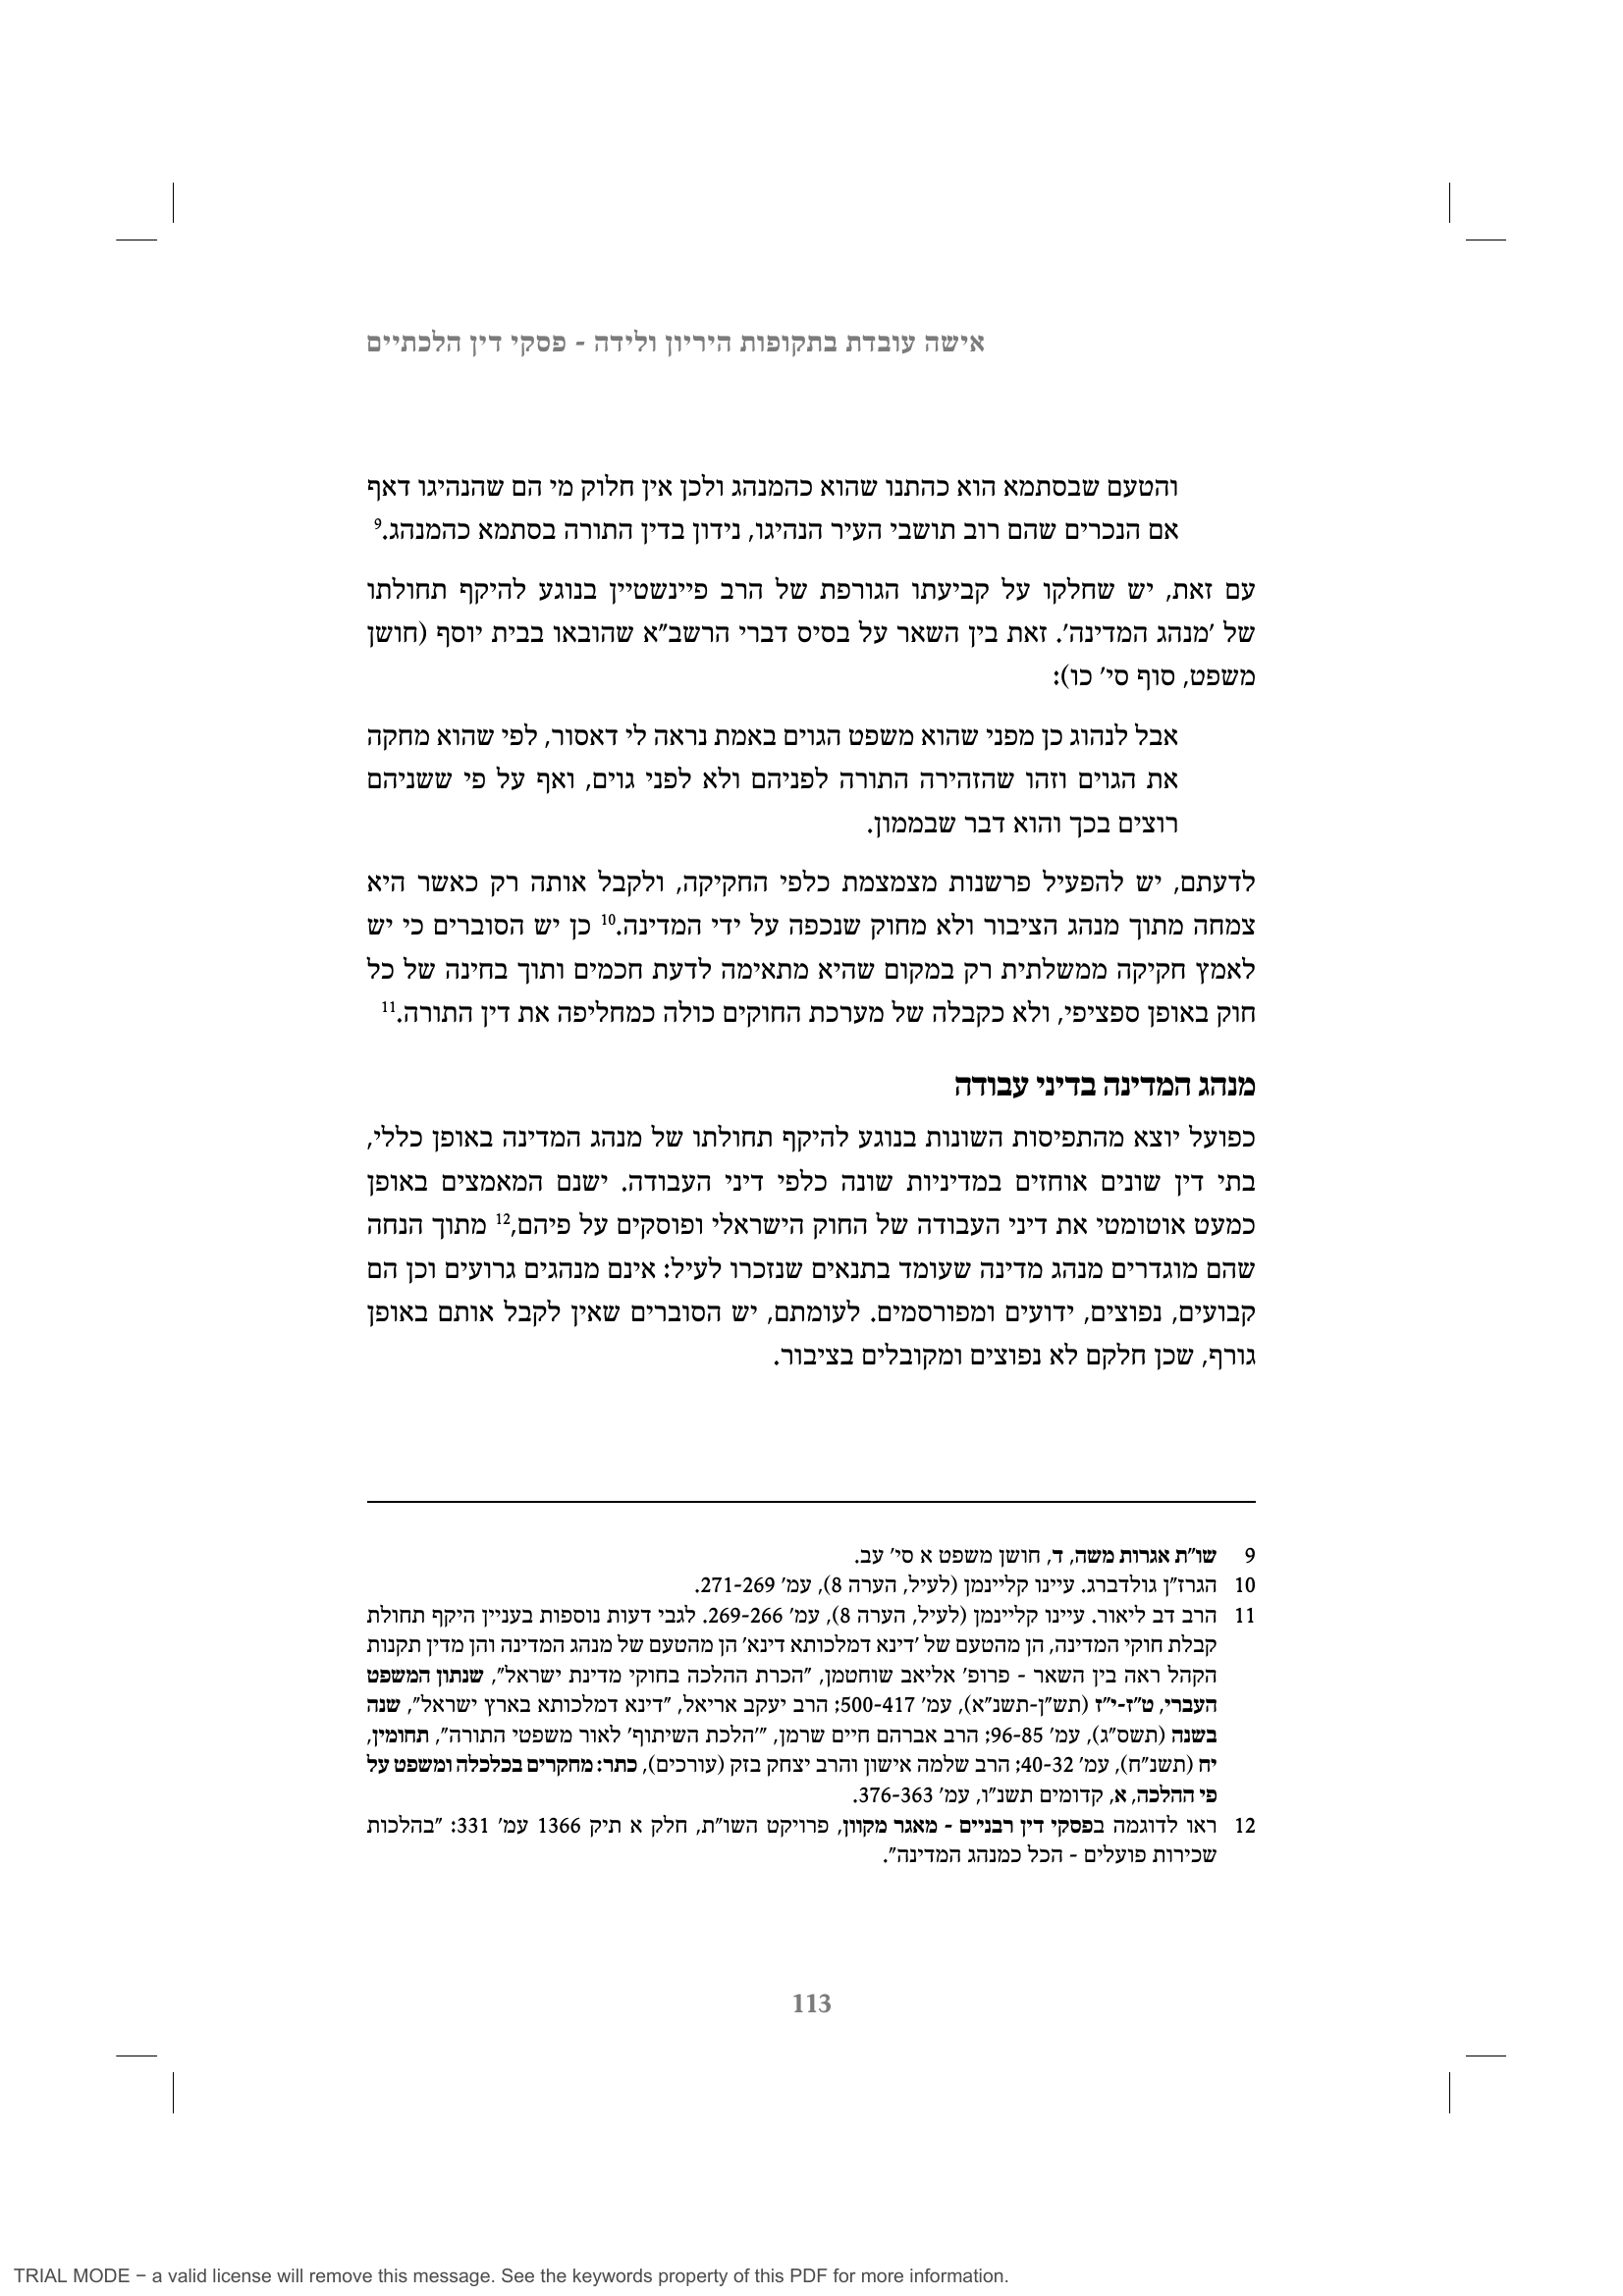 אישה עובדת בתקופות היריון ולידה - פסקי דין הלכתיים
והטעם שבסתמא הוא כהתנו שהוא כהמנהג ולכן אין חלוק מי הם שהנהיגו דאף
אם הנכרים שהם רוב תושבי העיר הנהיגו, נידון בדין התורה בסתמא כהמנהג.9
עם זאת, יש שחלקו על קביעתו הגורפת של הרב פיינשטיין בנוגע להיקף תחולתו
של 'מנהג המדינה'. זאת בין השאר על בסיס דברי הרשב"א שהובאו בבית יוסף (חושן
משפט, סוף סי' כו):
אבל לנהוג כן מפני שהוא משפט הגוים באמת נראה לי דאסור, לפי שהוא מחקה
את הגוים וזהו שהזהירה התורה לפניהם ולא לפני גוים, ואף על פי ששניהם
רוצים בכך והוא דבר שבממון.
לדעתם, יש להפעיל פרשנות מצמצמת כלפי החקיקה, ולקבל אותה רק כאשר היא
צמחה מתוך מנהג הציבור ולא מחוק שנכפה על ידי המדינה.10 כן יש הסוברים כי יש
לאמץ חקיקה ממשלתית רק במקום שהיא מתאימה לדעת חכמים ותוך בחינה של כל
חוק באופן ספציפי, ולא כקבלה של מערכת החוקים כולה כמחליפה את דין התורה.11
מנהג המדינה בדיני עבודה
כפועל יוצא מהתפיסות השונות בנוגע להיקף תחולתו של מנהג המדינה באופן כללי,
בתי דין שונים אוחזים במדיניות שונה כלפי דיני העבודה. ישנם המאמצים באופן
כמעט אוטומטי את דיני העבודה של החוק הישראלי ופוסקים על פיהם,12 מתוך הנחה
שהם מוגדרים מנהג מדינה שעומד בתנאים שנזכרו לעיל: אינם מנהגים גרועים וכן הם
קבועים, נפוצים, ידועים ומפורסמים. לעומתם, יש הסוברים שאין לקבל אותם באופן
גורף, שכן חלקם לא נפוצים ומקובלים בציבור.
9 שו"ת אגרות משה, ד, חושן משפט א סי' עב.
10 הגרז"ן גולדברג. עיינו קליינמן (לעיל, הערה 8), עמ' 271-269.
11 הרב דב ליאור. עיינו קליינמן (לעיל, הערה 8), עמ' 269-266. לגבי דעות נוספות בעניין היקף תחולת
קבלת חוקי המדינה, הן מהטעם של 'דינא דמלכותא דינא' הן מהטעם של מנהג המדינה והן מדין תקנות
הקהל ראה בין השאר - פרופ' אליאב שוחטמן, "הכרת ההלכה בחוקי מדינת ישראל", שנתון המשפט
העברי, ט"ז-י"ז (תש"ן-תשנ"א), עמ' 500-417; הרב יעקב אריאל, "דינא דמלכותא בארץ ישראל", שנה
בשנה (תשס"ג), עמ' 96-85; הרב אברהם חיים שרמן, "'הלכת השיתוף' לאור משפטי התורה", תחומין,
יח (תשנ"ח), עמ' 40-32; הרב שלמה אישון והרב יצחק בזק (עורכים), כתר: מחקרים בכלכלה ומשפט על
פי ההלכה, א, קדומים תשנ"ו, עמ' 376-363.
12 ראו לדוגמה בפסקי דין רבניים - מאגר מקוון, פרויקט השו"ת, חלק א תיק 1366 עמ' 331: "בהלכות
שכירות פועלים - הכל כמנהג המדינה".
113
TRIAL MODE − a valid license will remove this message. See the keywords property of this PDF for more information.